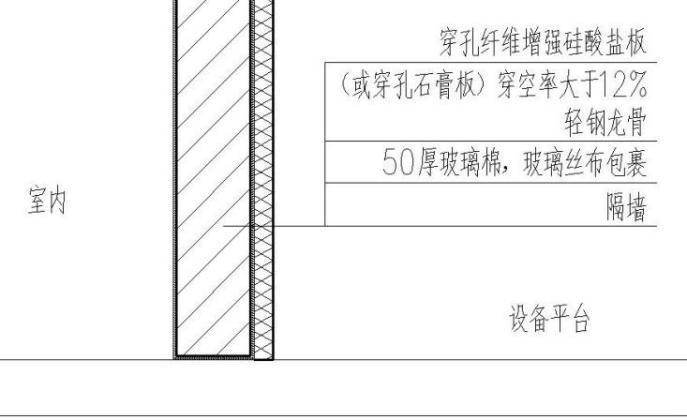 穿孔纤维增强硅酸盐板
（或穿孔石膏板）穿空率大于12%
轻钢龙骨
50厚玻璃棉，玻璃丝布包裹
室内
隔墙
设备平台